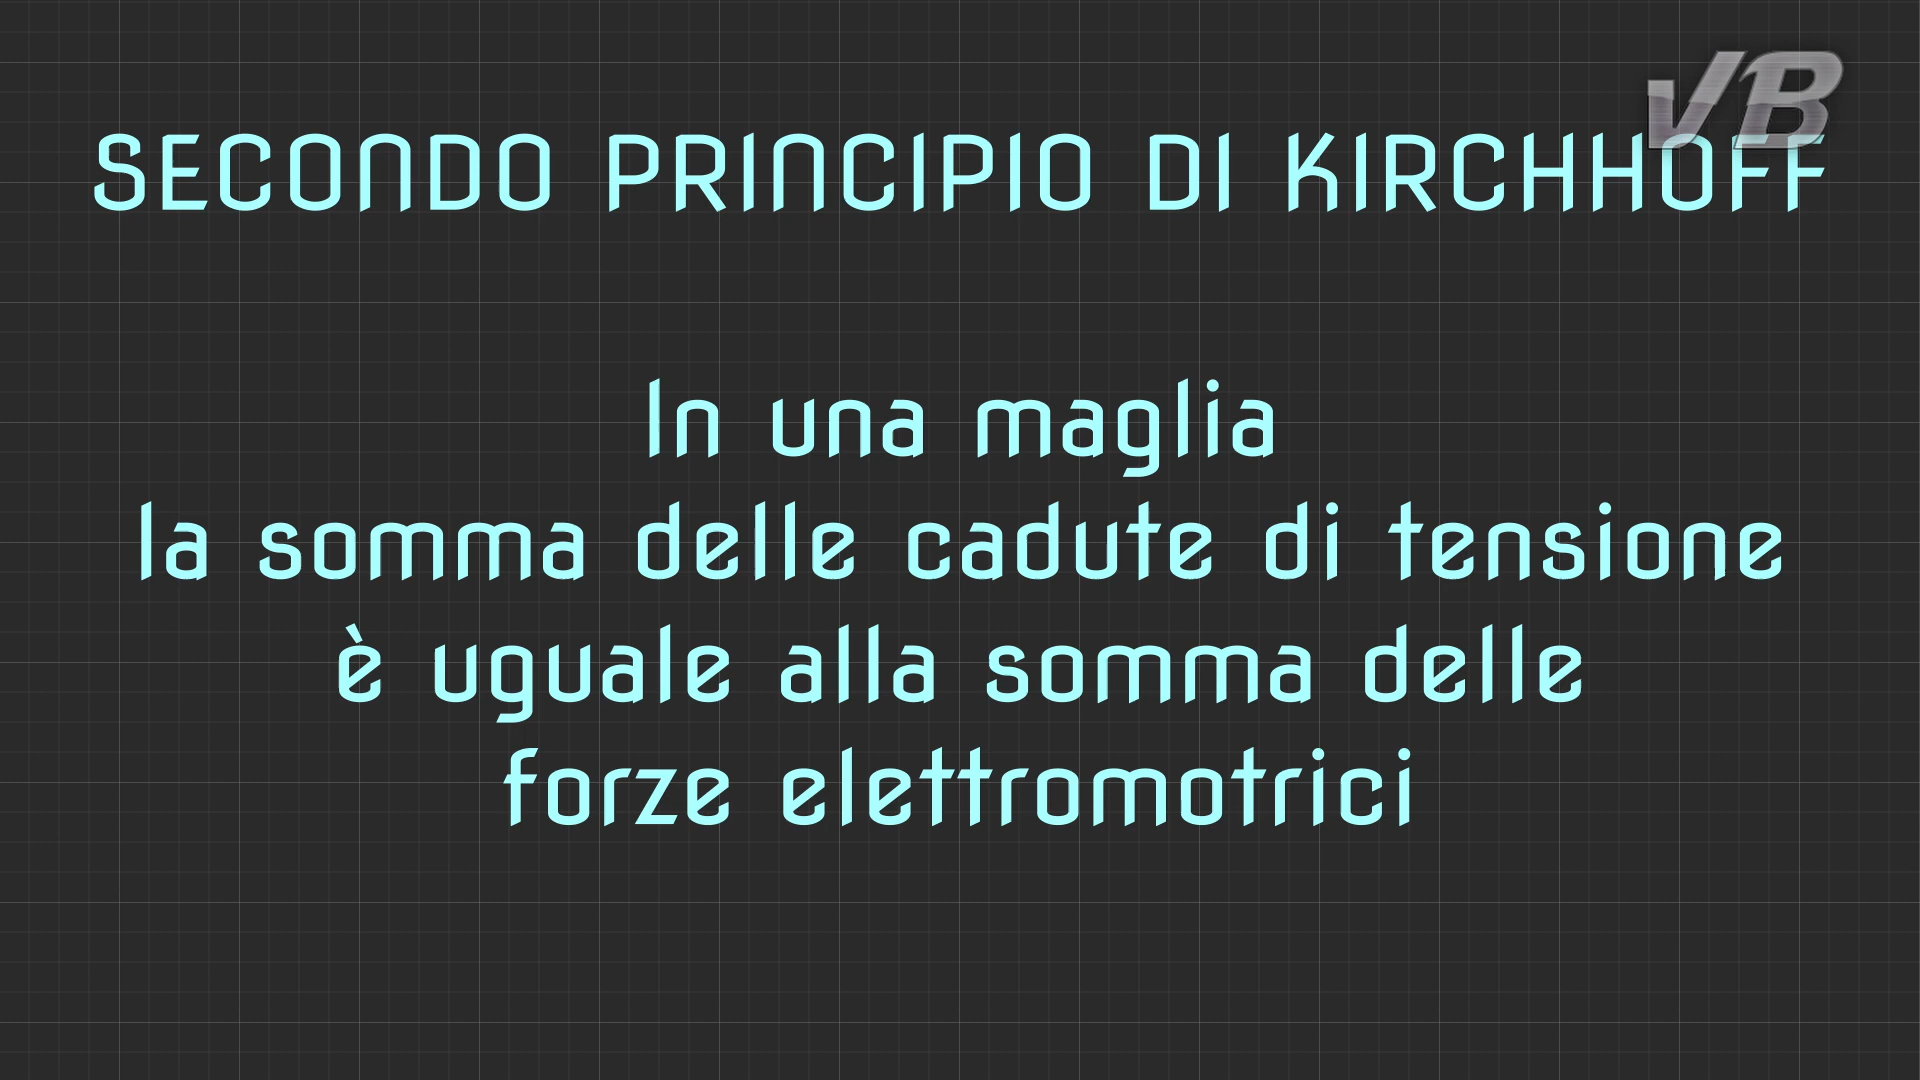 VB
SECONDO PRINCIPIO DI KIRCHHOFF
In una maglia
la somma delle cadute di tensione
è uguale alla somma delle
forze elettromotrici